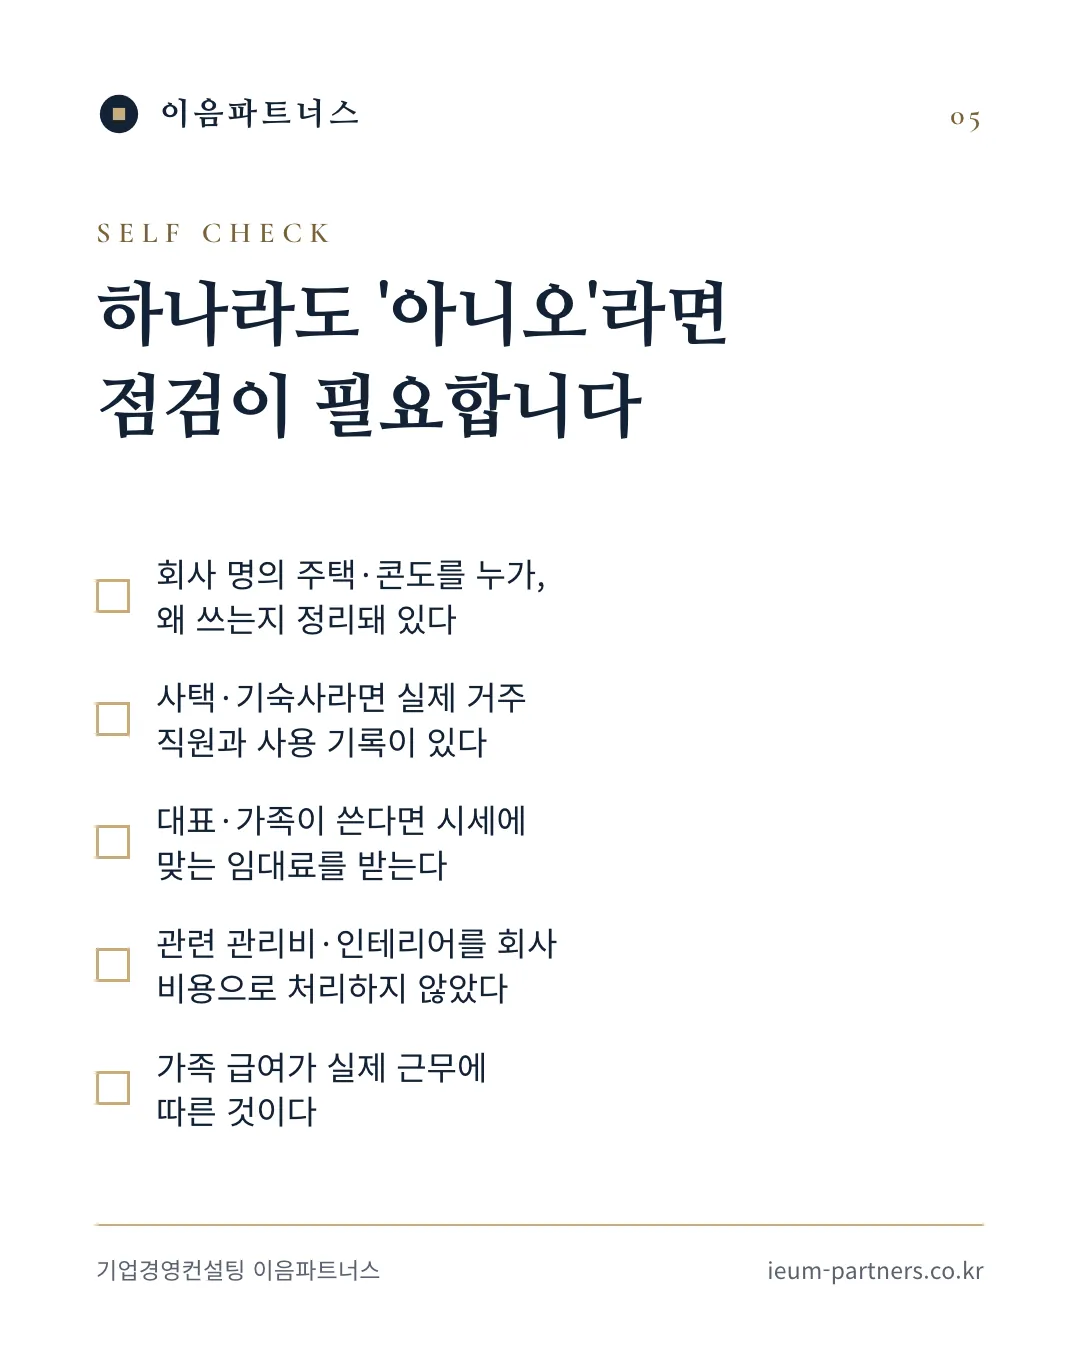 이음파트너스
05
SELF CHECK
하나라도 '아니오'라면
점검이 필요합니다
회사 명의 주택·콘도를 누가,
왜 쓰는지 정리돼 있다
사택·기숙사라면 실제 거주
직원과 사용 기록이 있다
대표·가족이 쓴다면 시세에
맞는 임대료를 받는다
관련 관리비·인테리어를 회사
비용으로 처리하지 않았다
가족 급여가 실제 근무에
따른 것이다
기업경영컨설팅 이음파트너스
ieum-partners.co.kr